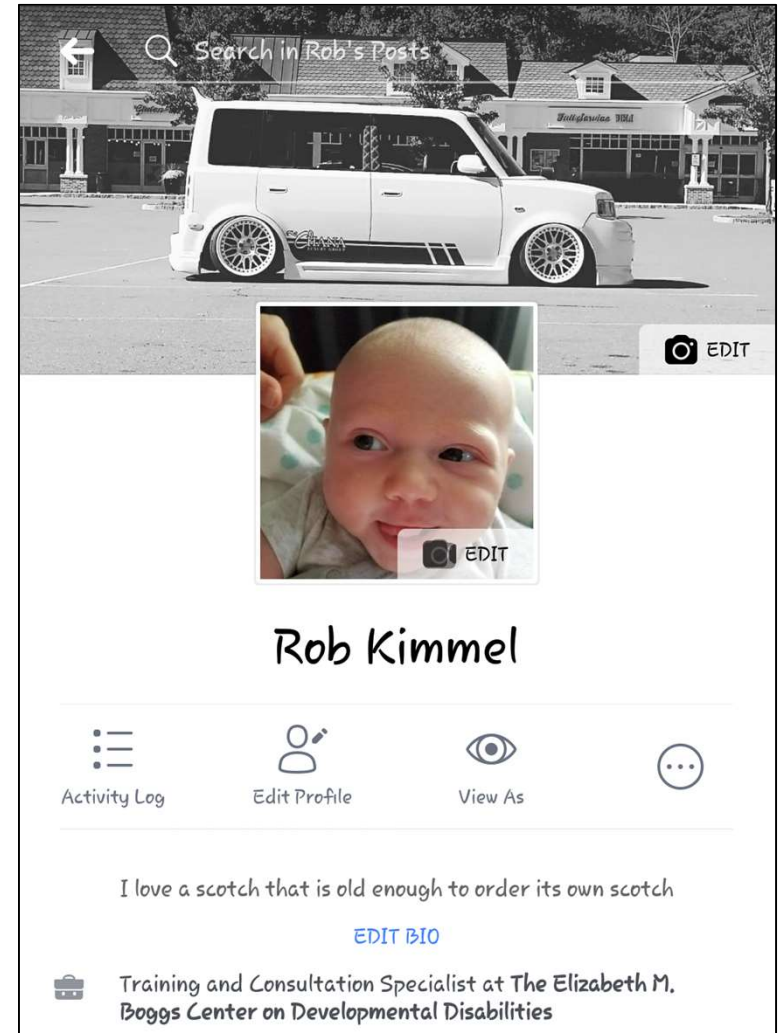 Search in Rob's Posts
OHANA
EDIT
EDIT
Rob Kimmel
Activity Log
Edit Profile
View As
I love a scotch that is old enough to order its own scotch
EDIT BIO
Training and Consultation Specialist at The Elizabeth M.
Boggs Center on Developmental Disabilities